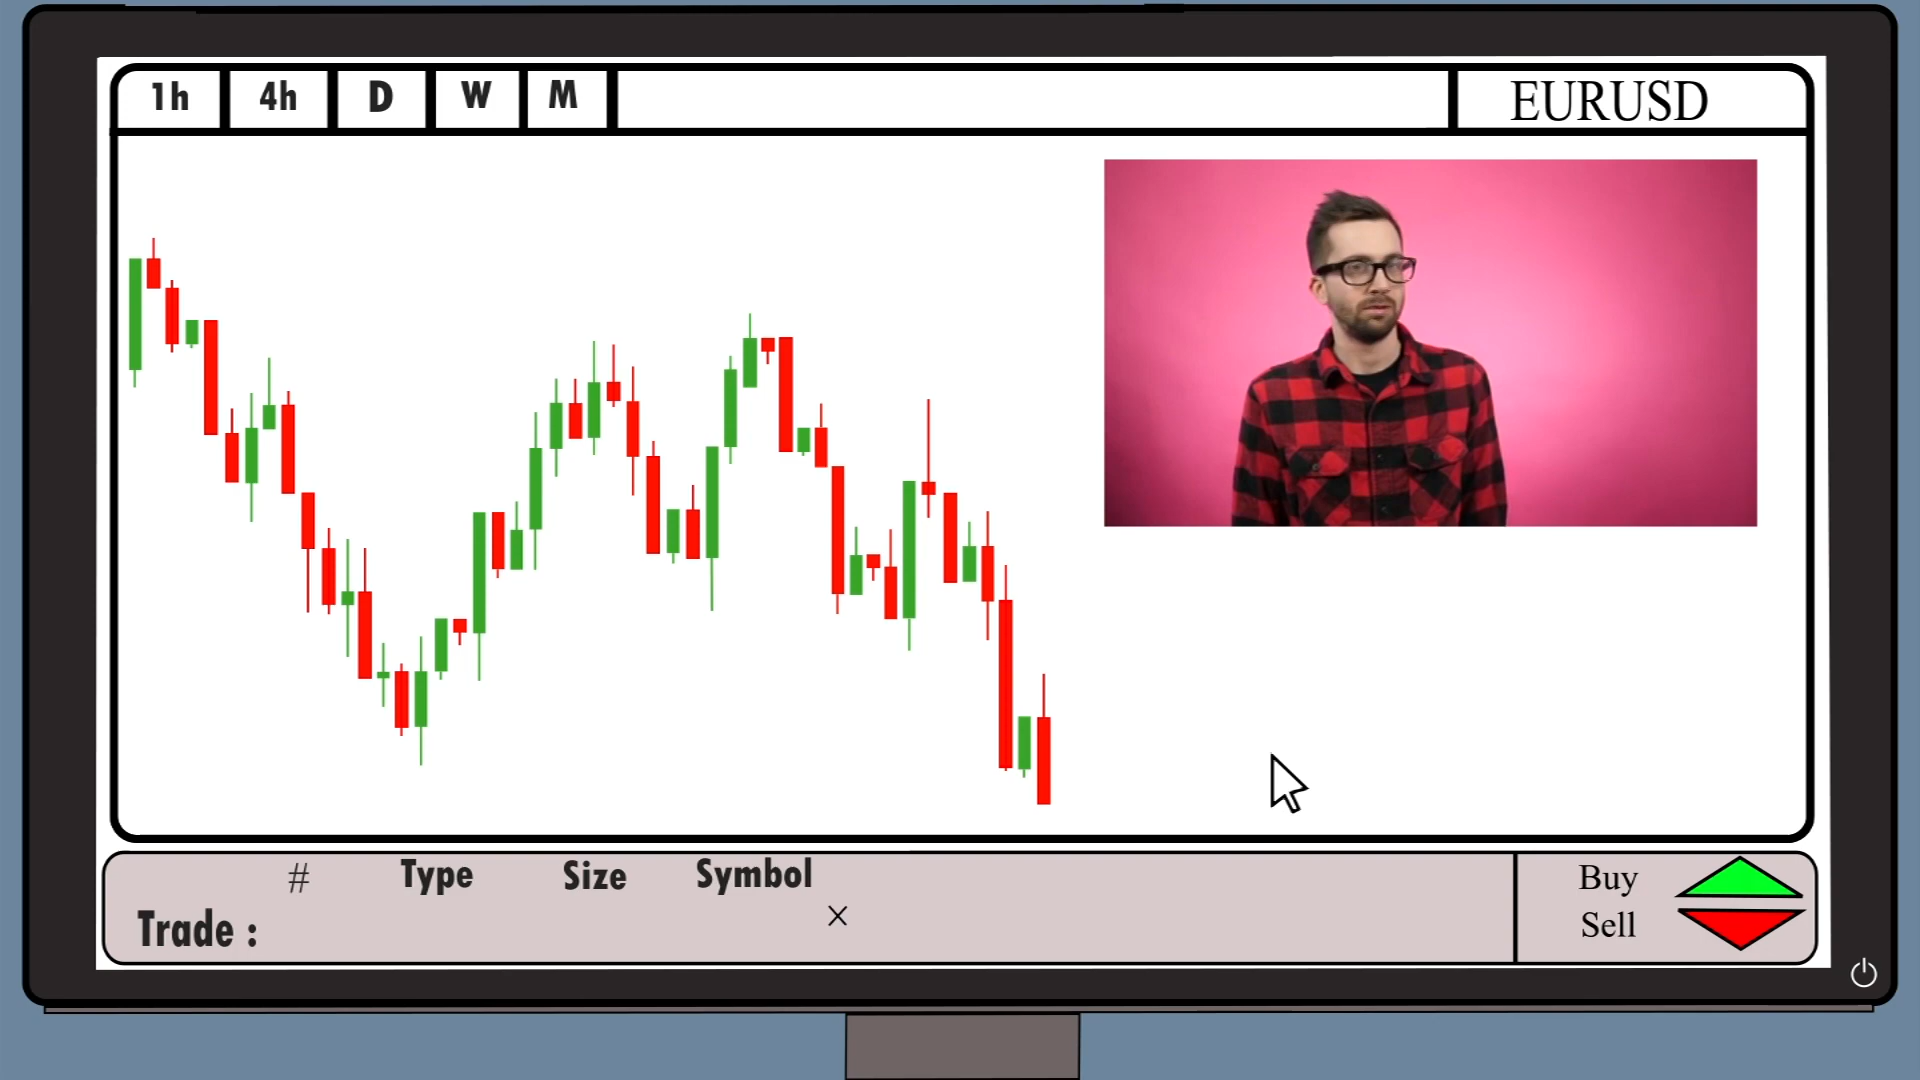 1h 4h D W M EURUSD
# Type Size Symbol
Trade :
×
Buy
Sell